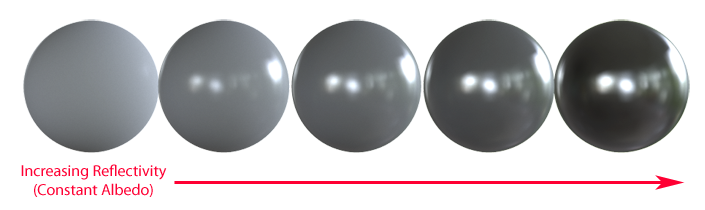 Increasing Reflectivity
(Constant Albedo)